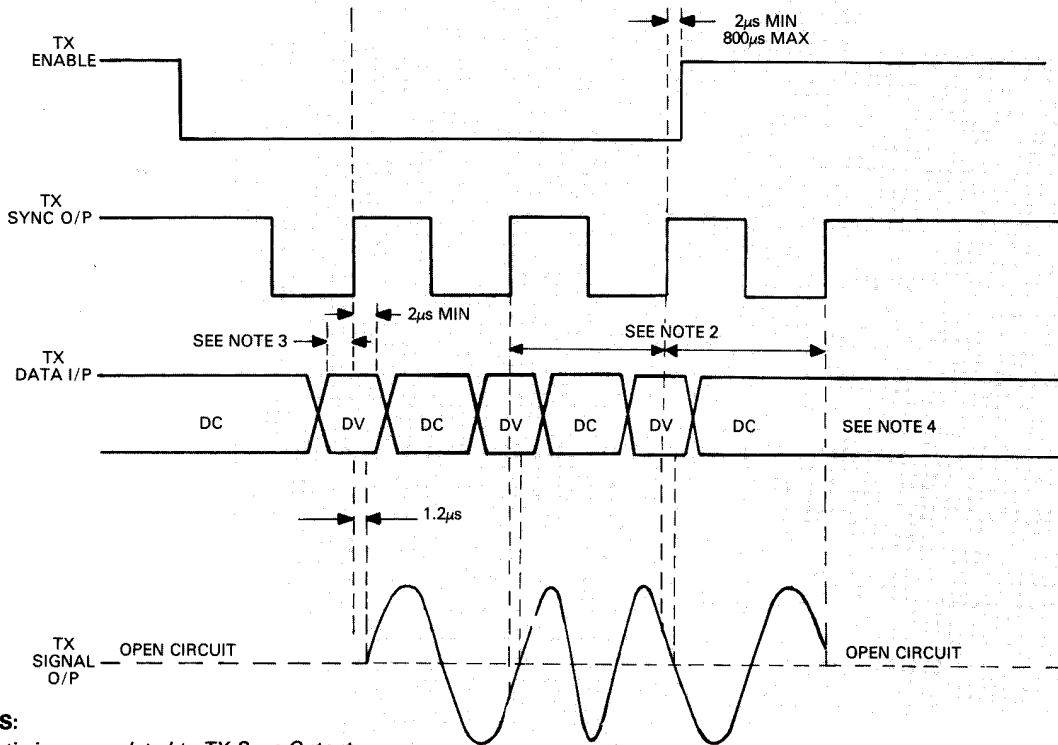 2µs MIN
800µs MAX
TX
ENABLE
TX
SYNC O/P
2µs MIN
SEE NOTE 3
SEE NOTE 2
TX
DATA I/P
DC
DV
DC
DV
DC
DV
DC
SEE NOTE 4
1.2µs
TX
SIGNAL
O/P
OPEN CIRCUIT
OPEN CIRCUIT
S: